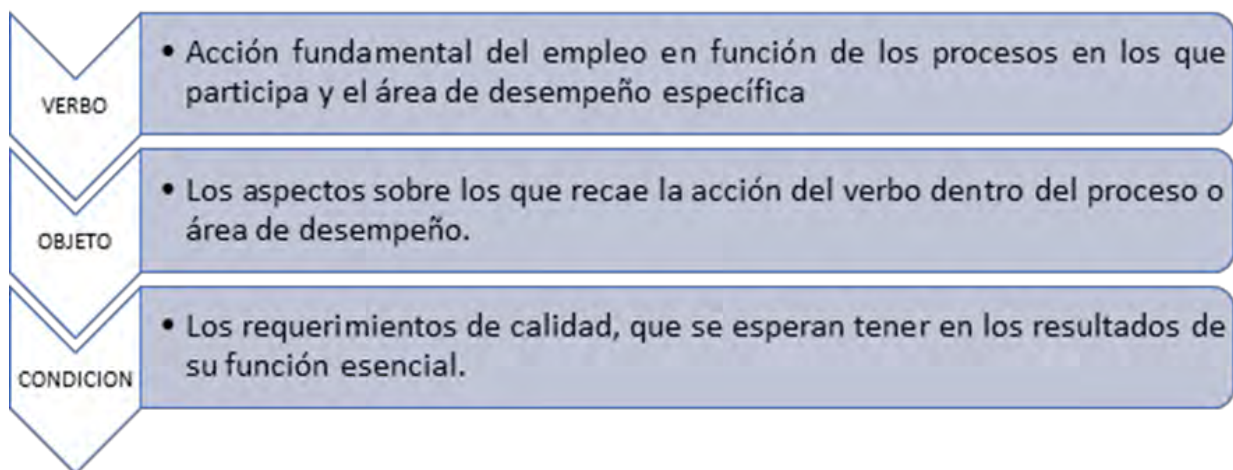 VERBO
• Acción fundamental del empleo en función de los procesos en los que
participa y el área de desempeño específica
OBJETO
• Los aspectos sobre los que recae la acción del verbo dentro del proceso o
área de desempeño.
CONDICION
• Los requerimientos de calidad, que se esperan tener en los resultados de
su función esencial.